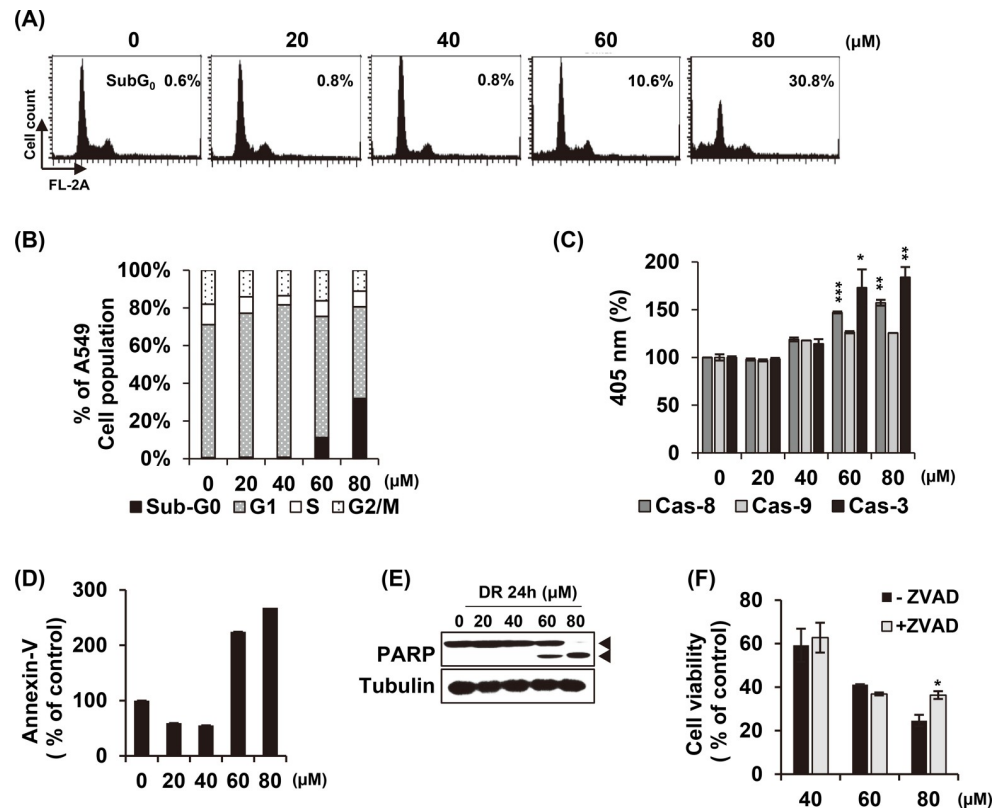 (A)
0 20 40 60 80 (μM)
SubG0 0.6% 0.8% 0.8% 10.6% 30.8%
Cell count
FL-2A
(B)
% of A549
Cell population
100%
80%
60%
40%
20%
0%
0 20 40 60 80 (μM)
Sub-G0 G1 S G2/M
(C)
405 nm (%)
200
150
100
50
0
*** * ** **
0 20 40 60 80 (μM)
Cas-8 Cas-9 Cas-3
(D)
Annexin-V
( % of control)
300
200
100
0
0 20 40 60 80 (μM)
(E)
DR 24h (μM)
0 20 40 60 80
PARP
Tubulin
(F)
Cell viability
( % of control)
80
60
40
20
0
- ZVAD
+ZVAD
*
40 60 80 (μM)